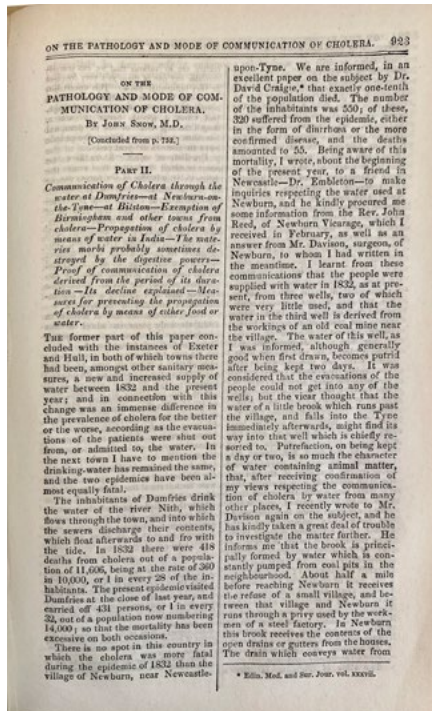 ON THE PATHOLOGY AND MODE OF COMMUNICATION OF CHOLERA. 923
ON THE
PATHOLOGY AND MODE OF COM-
MUNICATION OF CHOLERA.
BY JOHN SNOW, M.D.
[Concluded from p. 752.]
PART II.
Communication of Cholera through the
water at Dumfries—at Newburn-on-
the-Tyne—at Bilston—Exemption of
Birmingham and other towns from
cholera—Propagation of cholera by
means of water in India—The mate-
ries morbi probably sometimes de-
stroyed by the digestive powers—
Proof of communication of cholera
derived from the period of its dura-
tion—Its decline explained—Mea-
sures for preventing the propagation
of cholera by means of either food or
water.
THE former part of this paper con-
cluded with the instances of Exeter
and Hull, in both of which towns there
had been, amongst other sanitary mea-
sures, a new and increased supply of
water between 1832 and the present
year; and in connection with this
change was an immense difference in
the prevalence of cholera for the better
or the worse, according as the evacua-
tions of the patients were shut out
from, or admitted to, the water. In
the next town I have to mention the
drinking-water has remained the same,
and the two epidemics have been al-
most equally fatal.
The inhabitants of Dumfries drink
the water of the river Nith, which
flows through the town, and into which
the sewers discharge their contents,
which float afterwards to and fro with
the tide. In 1832 there were 418
deaths from cholera out of a popula-
tion of 11,606, being at the rate of 360
in 10,000, or 1 in every 28 of the in-
habitants. The present epidemic visited
Dumfries at the close of last year, and
carried off 431 persons, or 1 in every
32, out of a population now numbering
14,000; so that the mortality has been
excessive on both occasions.
There is no spot in this country in
which the cholera was more fatal
during the epidemic of 1832 than the
village of Newburn, near Newcastle-
upon-Tyne. We are informed, in an
excellent paper on the subject by Dr.
David Craigie,* that exactly one-tenth
of the population died. The number
of the inhabitants was 550; of these,
320 suffered from the epidemic, either
in the form of diarrhœa or the more
confirmed disease, and the deaths
amounted to 55. Being aware of this
mortality, I wrote, about the beginning
of the present year, to a friend in
Newcastle—Dr. Embleton—to make
inquiries respecting the water used at
Newburn, and he kindly procured me
some information from the Rev. John
Reed, of Newburn Vicarage, which I
received in February, as well as an
answer from Mr. Davison, surgeon, of
Newburn, to whom I had written in
the meantime. I learnt from these
communications that the people were
supplied with water in 1832, as at pre-
sent, from three wells, two of which
were very little used, and that the
water in the third well is derived from
the workings of an old coal mine near
the village. The water of this well, as
I was informed, although generally
good when first drawn, becomes putrid
after being kept two days. It was
considered that the evacuations of the
people could not get into any of the
wells; but the vicar thought that the
water of a little brook which runs past
the village, and falls into the Tyne
immediately afterwards, might find its
way into that well which is chiefly re-
sorted to. Putrefaction, on being kept
a day or two, is so much the character
of water containing animal matter,
that, after receiving confirmation of
my views respecting the communica-
tion of cholera by water from many
other places, I recently wrote to Mr.
Davison again on the subject, and he
has kindly taken a great deal of trouble
to investigate the matter further. He
informs me that the brook is princi-
pally formed by water which is con-
stantly pumped from coal pits in the
neighbourhood. About half a mile
before reaching Newburn it receives
the refuse of a small village, and be-
tween that village and Newburn it
runs through a privy used by the work-
men of a steel factory. In Newburn
this brook receives the contents of the
open drains or gutters from the houses.
The drain which conveys water from
* Edin. Med. and Sur. Jour. vol. xxxvii.